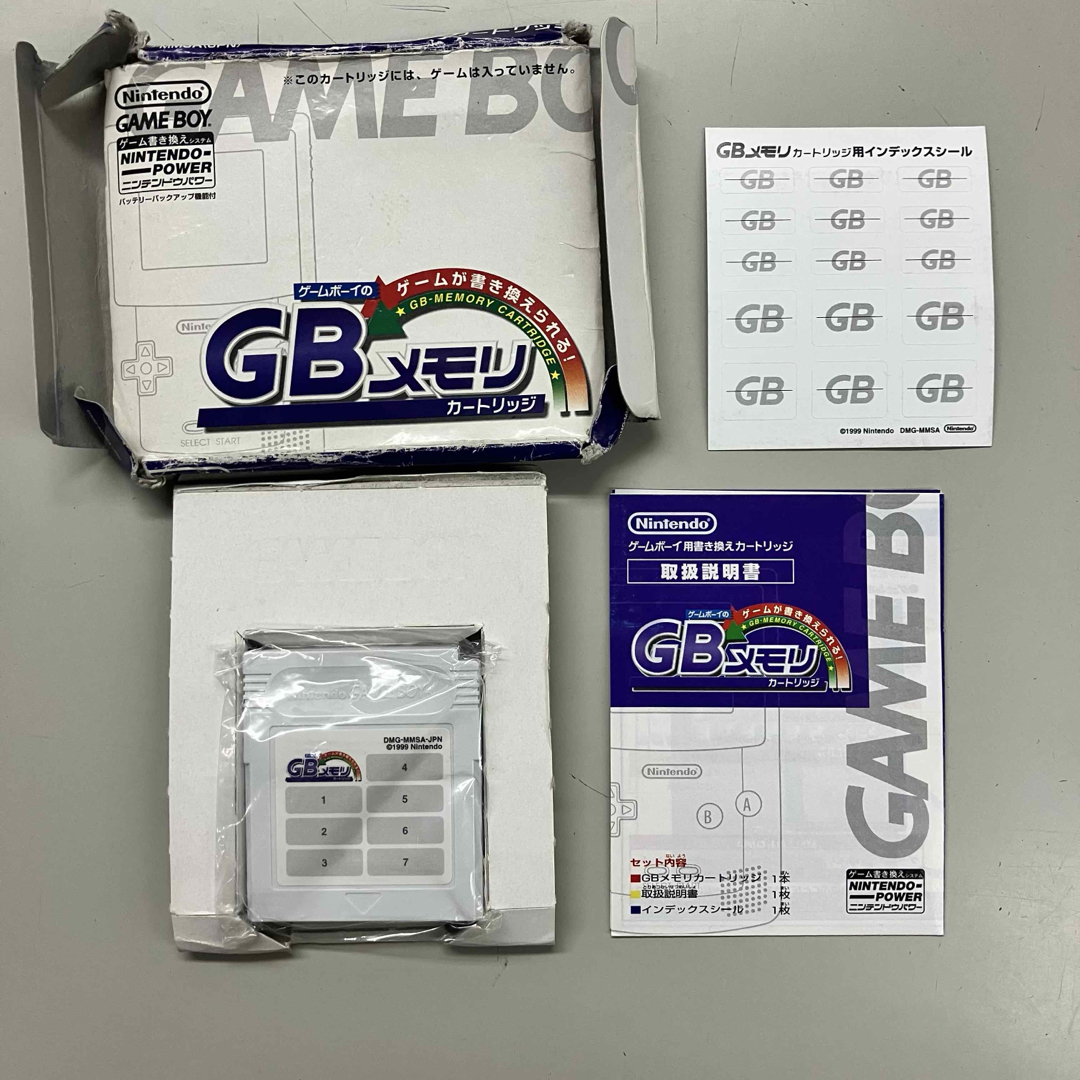 MMSA(JPN)
GAME BO
※このカートリッジには、ゲームは入っていません。
Nintendo
GAME BOY
ゲーム書き換えシステム
NINTENDO-
POWER
ニンテンドウパワー
バッテリーバックアップ機能付
Ninte
ゲームボーイの
ゲームが書き換えられる!
★GB-MEMORY CARTRIDGE★
GBメモリ
カートリッジ
SELECT START
GBメモリカートリッジ用インデックスシール
GB GB GB
GB GB GB
GB GB GB
GB GB GB
GB GB GB
©1999 Nintendo DMG-MMSA Nintendo
Nintendo GAME BOY
DMG-MMSA-JPN
©1999 Nintendo
GBメモリ
4
1 5
2 6
3 7
Nintendo
ゲームボーイ用書き換えカートリッジ
取扱説明書
ゲームボーイの
ゲームが書き換えられる!
★GB-MEMORY CARTRIDGE★
GBメモリ
カートリッジ
GAME BO
Nintendo
B A
セット内容
ないよう
■GBメモリカートリッジ 1本
■取扱説明書 1枚
■インデックスシール 1枚
ゲーム書き換えシステム
NINTENDO-
POWER
ニンテンドウパワー